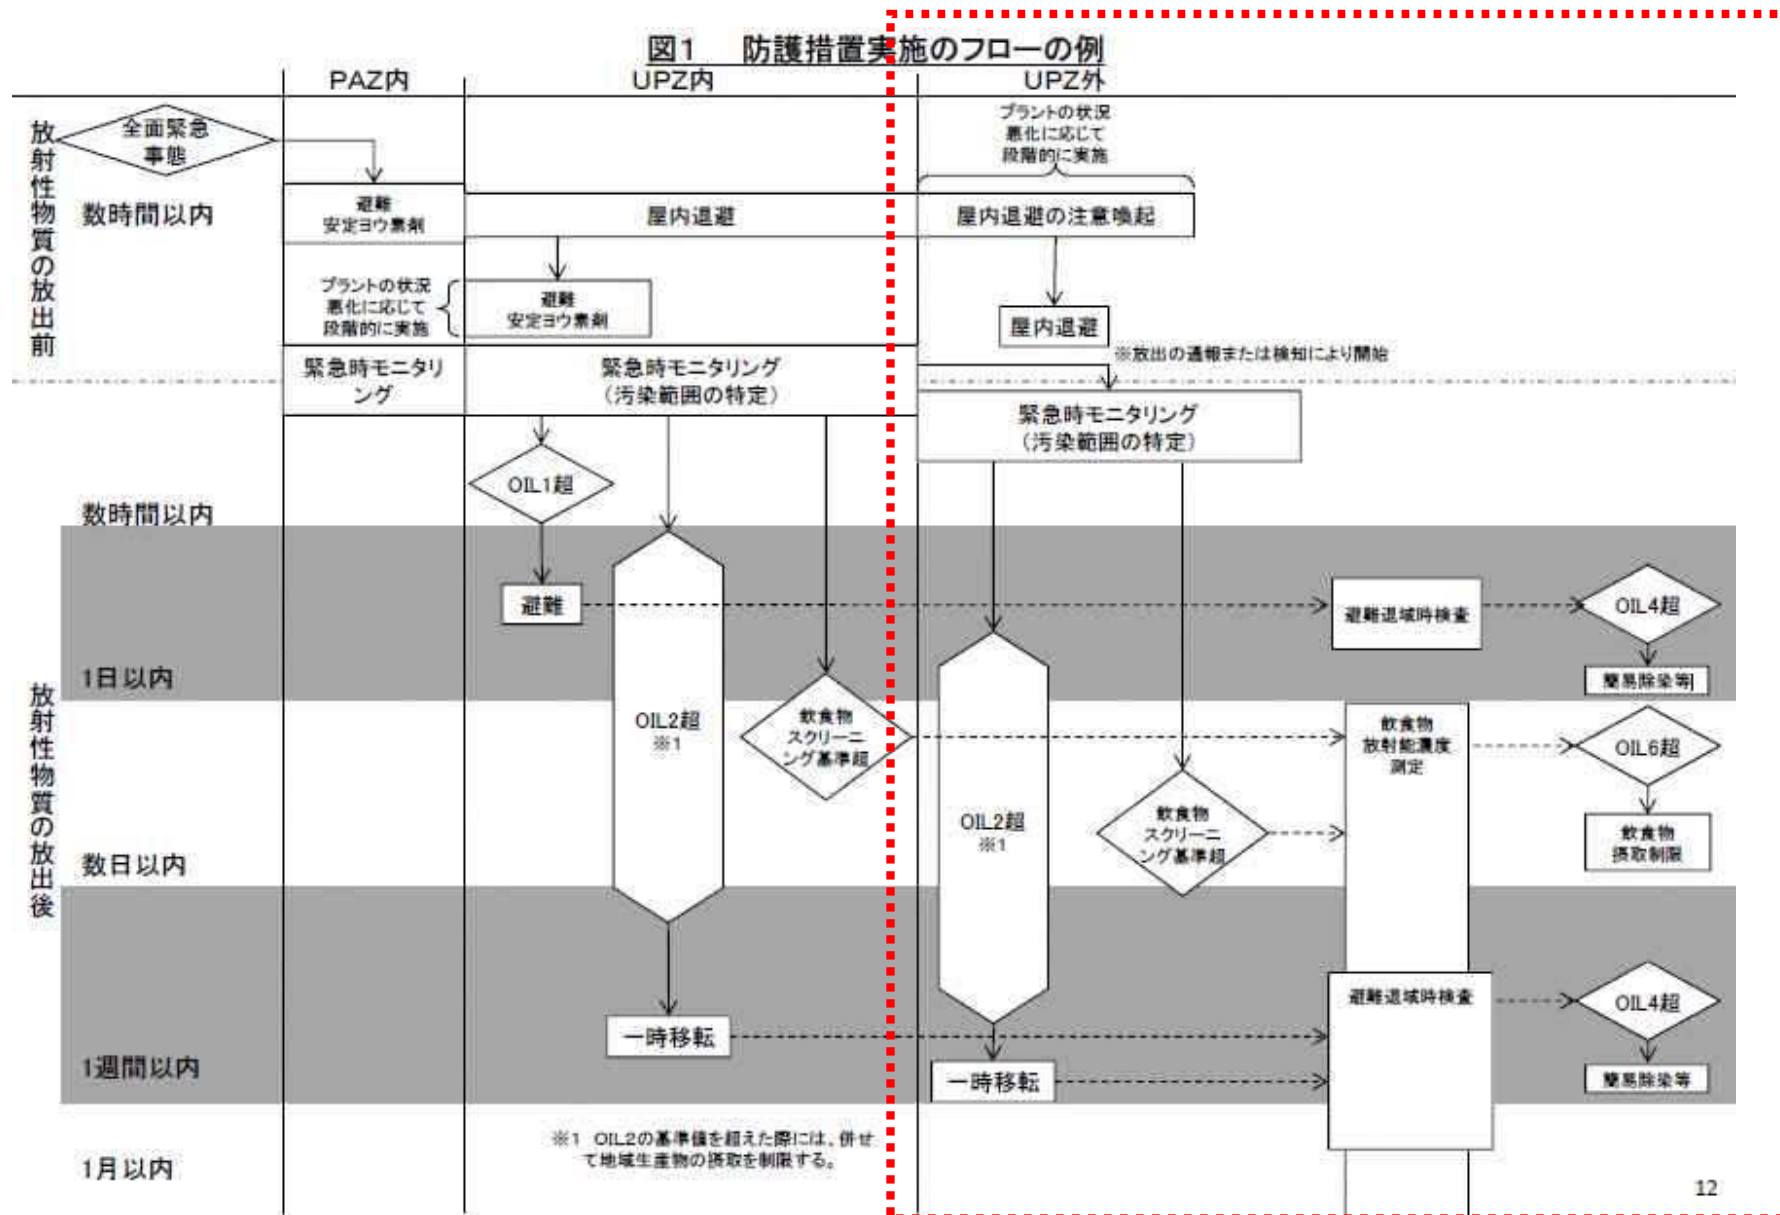 図1 防護措置実施のフローの例
PAZ内
UPZ内
UPZ外
放射性物質の放出前
全面緊急
事態
プラントの状況
悪化に応じて
段階的に実施
数時間以内
避難
安定ヨウ素剤
屋内退避
屋内退避の注意喚起
プラントの状況
悪化に応じて
段階的に実施
避難
安定ヨウ素剤
屋内退避
※放出の通報または検知により開始
緊急時モニタリ
ング
緊急時モニタリング
(汚染範囲の特定)
緊急時モニタリング
(汚染範囲の特定)
放射性物質の放出後
数時間以内
OIL1超
避難
避難退域時検査
OIL4超
簡易除染等
1日以内
OIL2超
※1
飲食物
スクリーニ
ング基準超
飲食物
放射能濃度
測定
OIL6超
OIL2超
※1
飲食物
スクリーニ
ング基準超
飲食物
摂取制限
数日以内
避難退域時検査
OIL4超
一時移転
一時移転
簡易除染等
1週間以内
※1 OIL2の基準値を超えた際には、併せ
て地域生産物の摂取を制限する。
1月以内
12